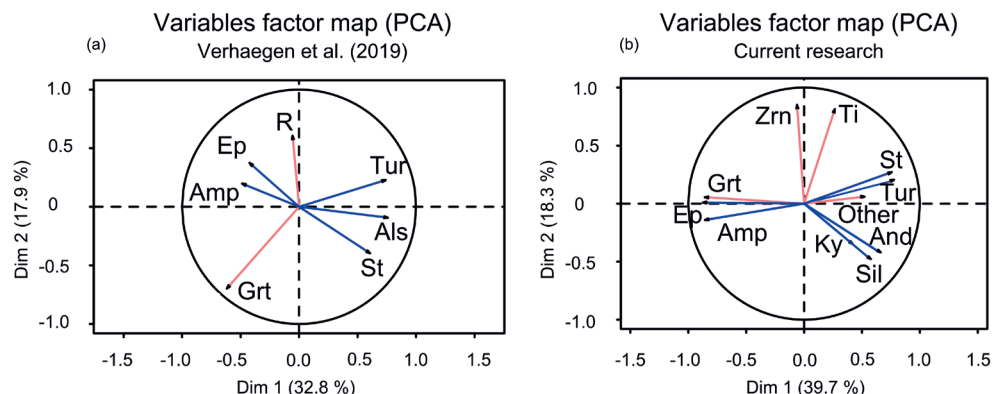 Variables factor map (PCA)
Verhaegen et al. (2019)
(a)
1.0
0.5
0.0
-0.5
-1.0
Dim 2 (17.9 %)
R
Ep
Tur
Amp
Als
St
Grt
-1.5 -1.0 -0.5 0.0 0.5 1.0 1.5
Dim 1 (32.8 %)
Variables factor map (PCA)
Current research
(b)
1.0
0.5
0.0
-0.5
-1.0
Dim 2 (18.3 %)
Zrn
Ti
St
Grt
Tur
Ep
Other
Amp
And
Ky
Sil
-1.5 -1.0 -0.5 0.0 0.5 1.0 1.5
Dim 1 (39.7 %)